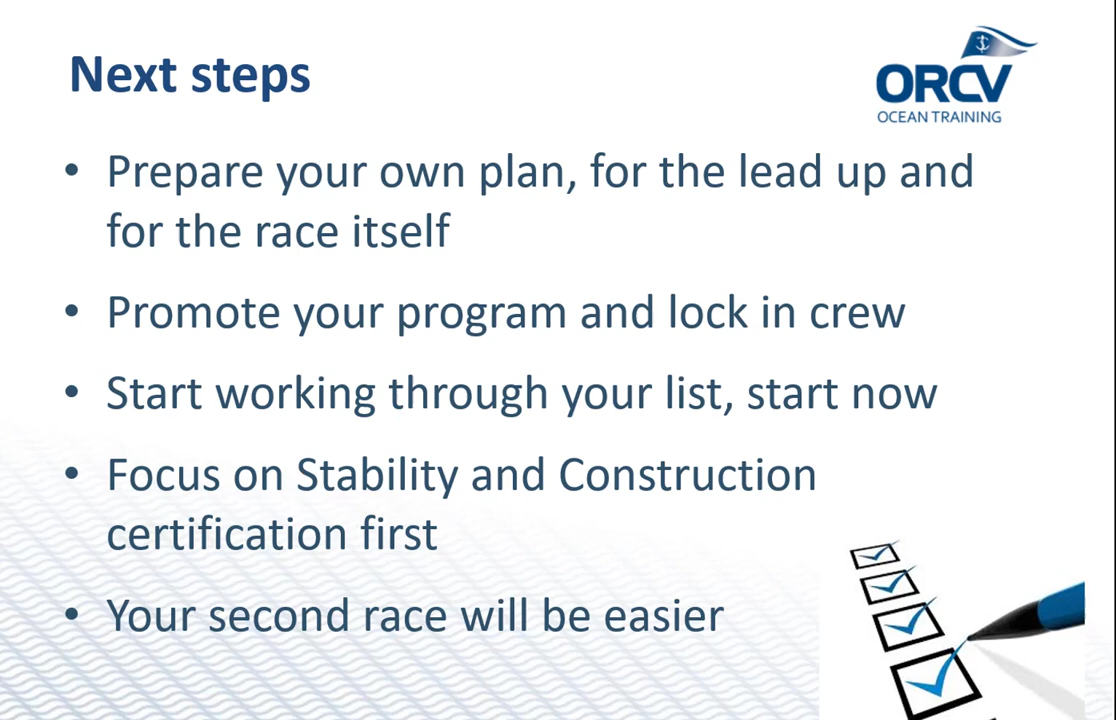 Next steps
ORCV
OCEAN TRAINING
• Prepare your own plan, for the lead up and
for the race itself
• Promote your program and lock in crew
• Start working through your list, start now
• Focus on Stability and Construction
certification first
• Your second race will be easier